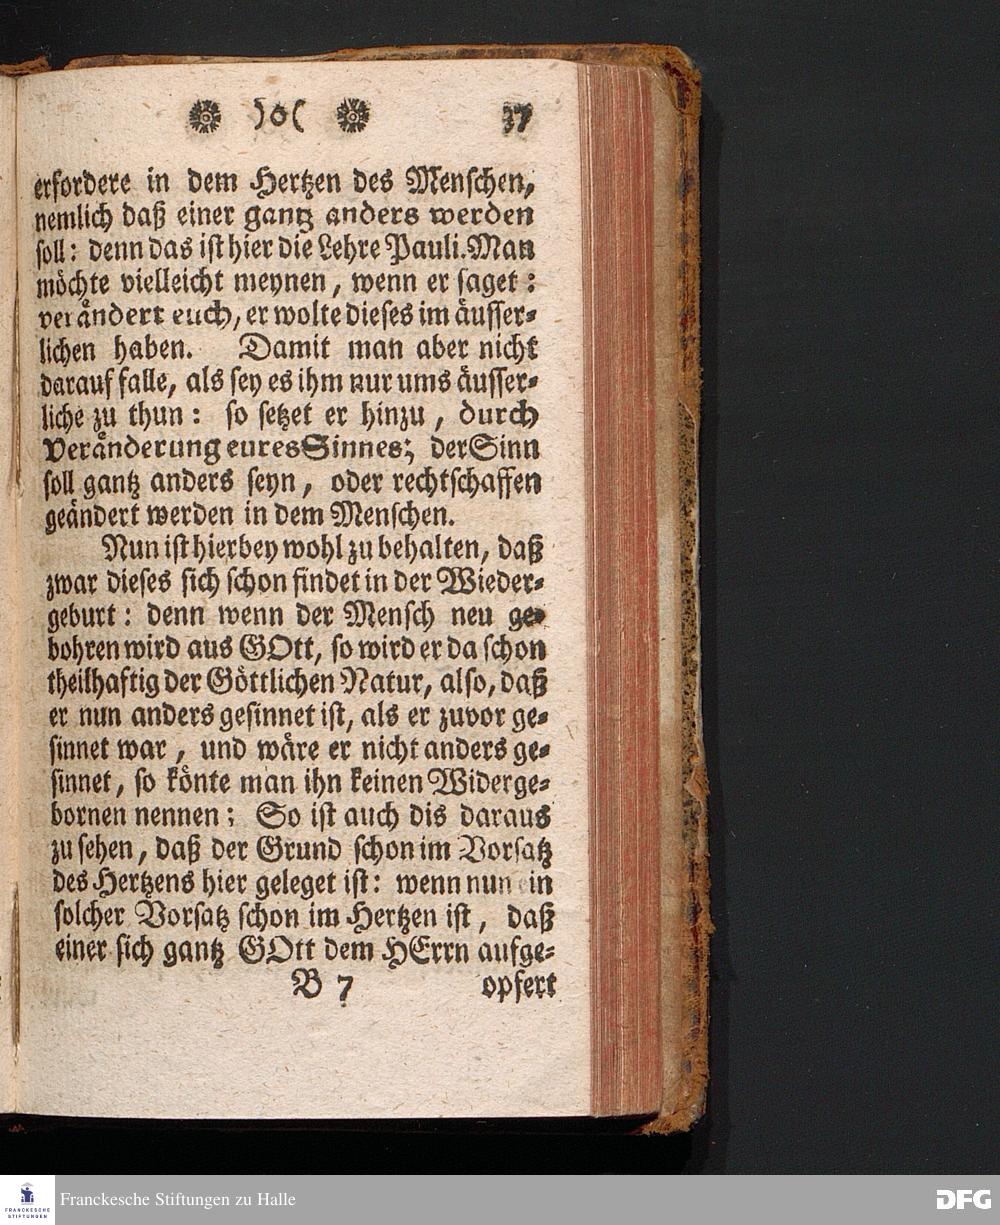 )o( 37
erfordere in dem Hertzen des Menschen,
nemlich daß einer gantz anders werden
soll: denn das ist hier die Lehre Pauli. Man
möchte vielleicht meynen, wenn er saget:
verändert euch, er wolte dieses im äusser-
lichen haben. Damit man aber nicht
darauf falle, als sey es ihm nur ums äusser-
liche zu thun: so setzet er hinzu, durch
Veränderung eures Sinnes; der Sinn
soll gantz anders seyn, oder rechtschaffen
geändert werden in dem Menschen.
Nun ist hierbey wohl zu behalten, daß
zwar dieses sich schon findet in der Wieder-
geburt: denn wenn der Mensch neu ge-
bohren wird aus GOtt, so wird er da schon
theilhaftig der Göttlichen Natur, also, daß
er nun anders gesinnet ist, als er zuvor ge-
sinnet war, und wäre er nicht anders ge-
sinnet, so könte man ihn keinen Widerge-
bornen nennen; So ist auch dis daraus
zu sehen, daß der Grund schon im Vorsatz
des Hertzens hier geleget ist: wenn nun ein
solcher Vorsatz schon im Hertzen ist, daß
einer sich gantz GOtt dem HErrn aufge-
B 7 opfert
FRANCKESCHE STIFTUNGEN
Franckesche Stiftungen zu Halle
DFG